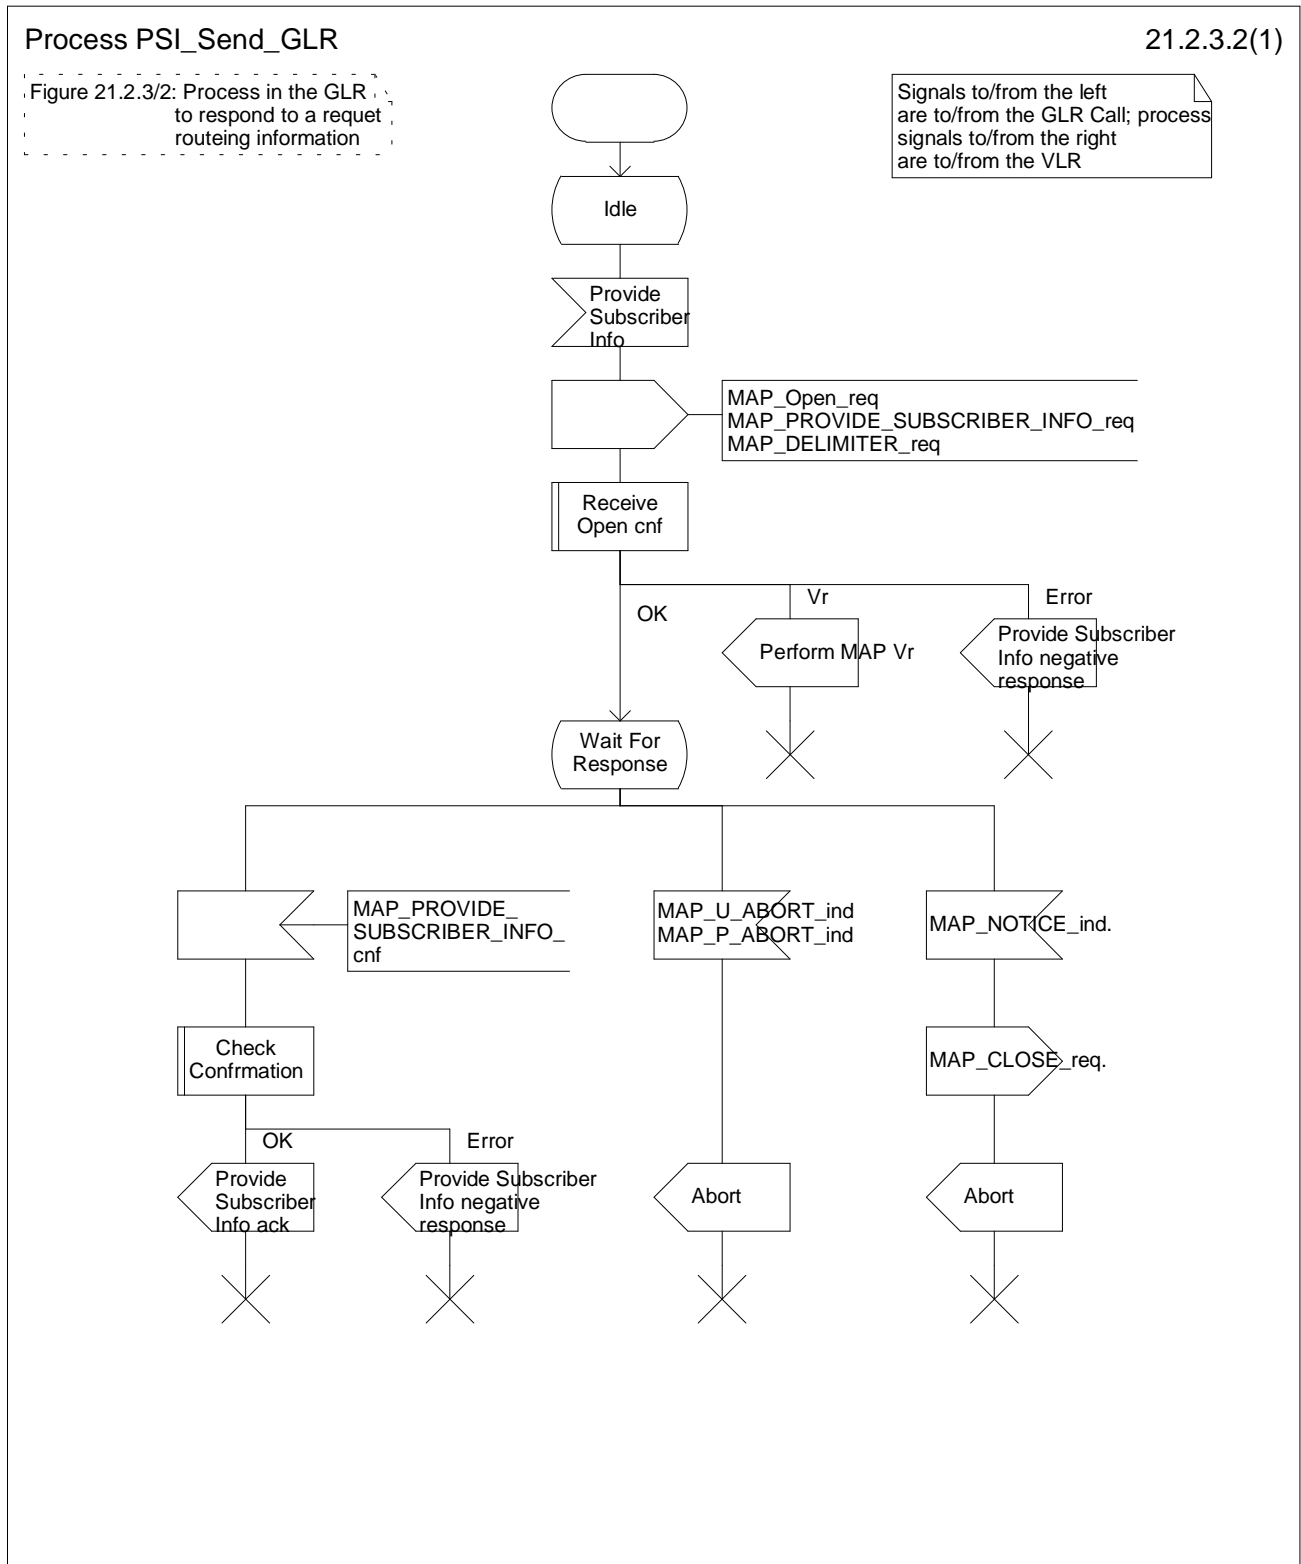 Process PSI_Send_GLR
21.2.3.2(1)
Figure 21.2.3/2: Process in the GLR
to respond to a requet
routeing information
Signals to/from the left
are to/from the GLR Call; process
signals to/from the right
are to/from the VLR
Idle
Provide
Subscriber
Info
MAP_Open_req
MAP_PROVIDE_SUBSCRIBER_INFO_req
MAP_DELIMITER_req
Receive
Open cnf
OK
Vr
Error
Perform MAP Vr
Provide Subscriber
Info negative
response
Wait For
Response
MAP_PROVIDE_
SUBSCRIBER_INFO_
cnf
MAP_U_ABORT_ind
MAP_P_ABORT_ind
MAP_NOTICE_ind.
Check
Confrmation
MAP_CLOSE_req.
OK
Error
Provide
Subscriber
Info ack
Provide Subscriber
Info negative
response
Abort
Abort